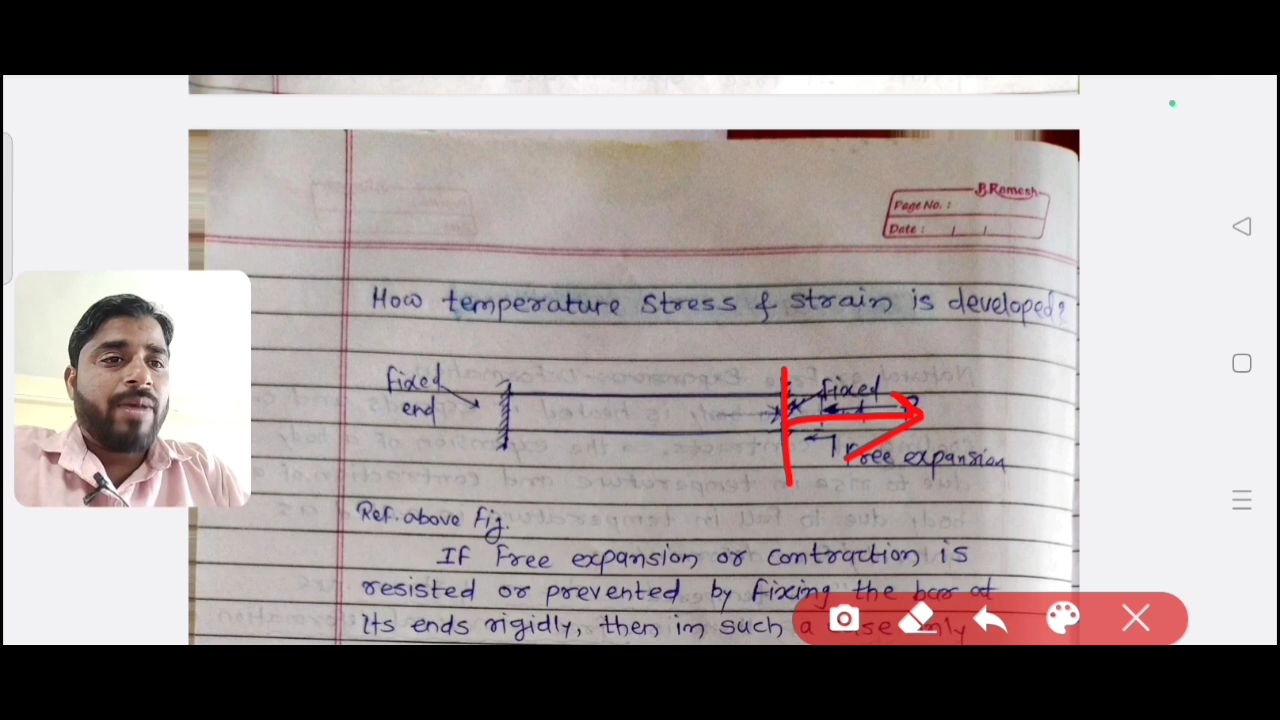 B.Ramesh
Page No. :
Date : / /
How temperature stress & strain is developed?
fixed
end
fixed
Free expansion
Ref. above fig.
If free expansion or contraction is
resisted or prevented by fixing the bar at
its ends rigidly, then in such a case only